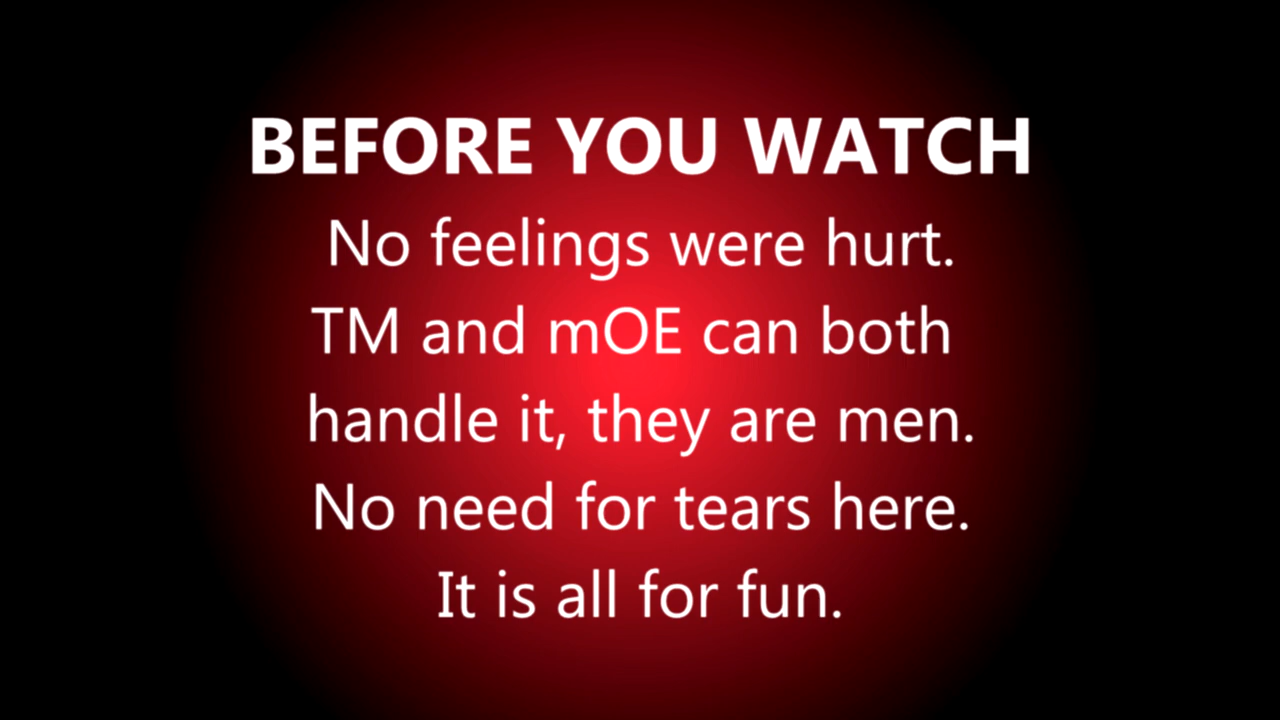 BEFORE YOU WATCH
No feelings were hurt.
TM and mOE can both
handle it, they are men.
No need for tears here.
It is all for fun.